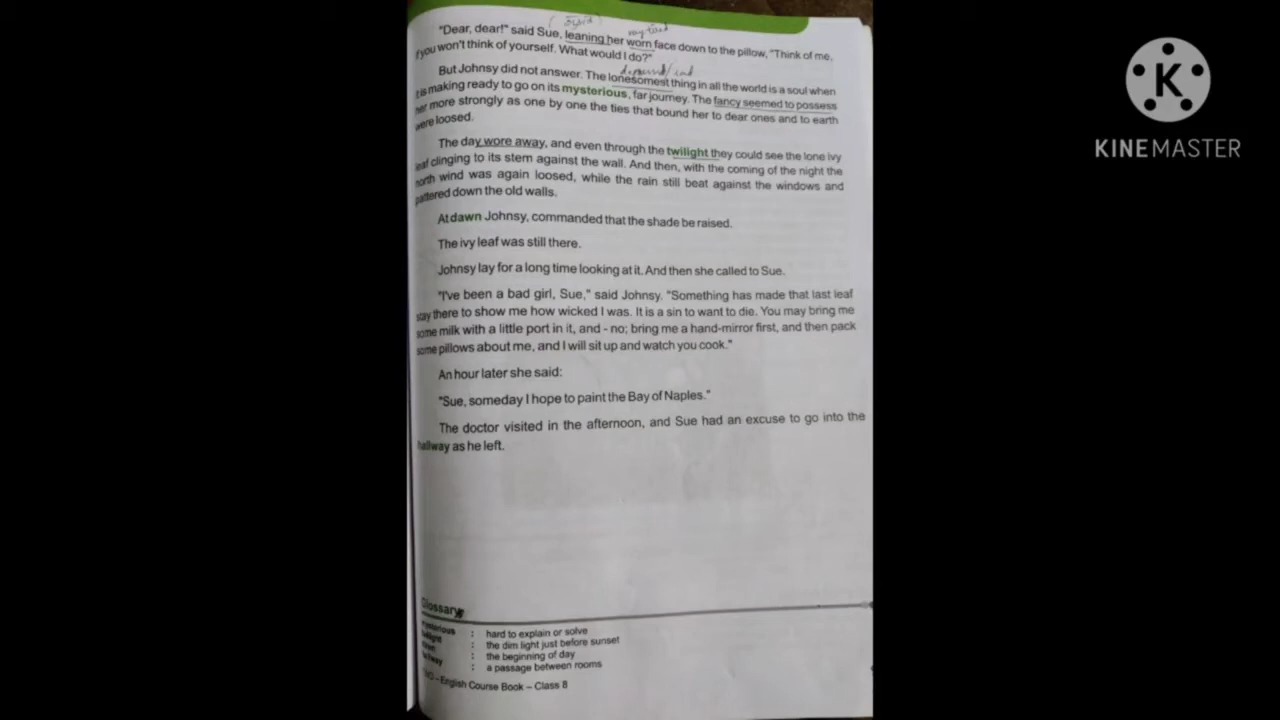 "Dear, dear!" said Sue, leaning her worn face down to the pillow, "Think of me,
if you won't think of yourself. What would I do?"
But Johnsy did not answer. The lonesomest thing in all the world is a soul when
it is making ready to go on its mysterious, far journey. The fancy seemed to possess
her more strongly as one by one the ties that bound her to dear ones and to earth
were loosed.
The day wore away, and even through the twilight they could see the lone ivy
leaf clinging to its stem against the wall. And then, with the coming of the night the
north wind was again loosed, while the rain still beat against the windows and
pattered down the old walls.
At dawn Johnsy, commanded that the shade be raised.
The ivy leaf was still there.
Johnsy lay for a long time looking at it. And then she called to Sue.
"I've been a bad girl, Sue," said Johnsy. "Something has made that last leaf
stay there to show me how wicked I was. It is a sin to want to die. You may bring me
some milk with a little port in it, and - no; bring me a hand-mirror first, and then pack
some pillows about me, and I will sit up and watch you cook."
An hour later she said:
"Sue, someday I hope to paint the Bay of Naples."
The doctor visited in the afternoon, and Sue had an excuse to go into the
hallway as he left.
Glossary
mysterious : hard to explain or solve
twilight : the dim light just before sunset
: the beginning of day
hallway : a passage between rooms
– English Course Book – Class 8
K
KINEMASTER